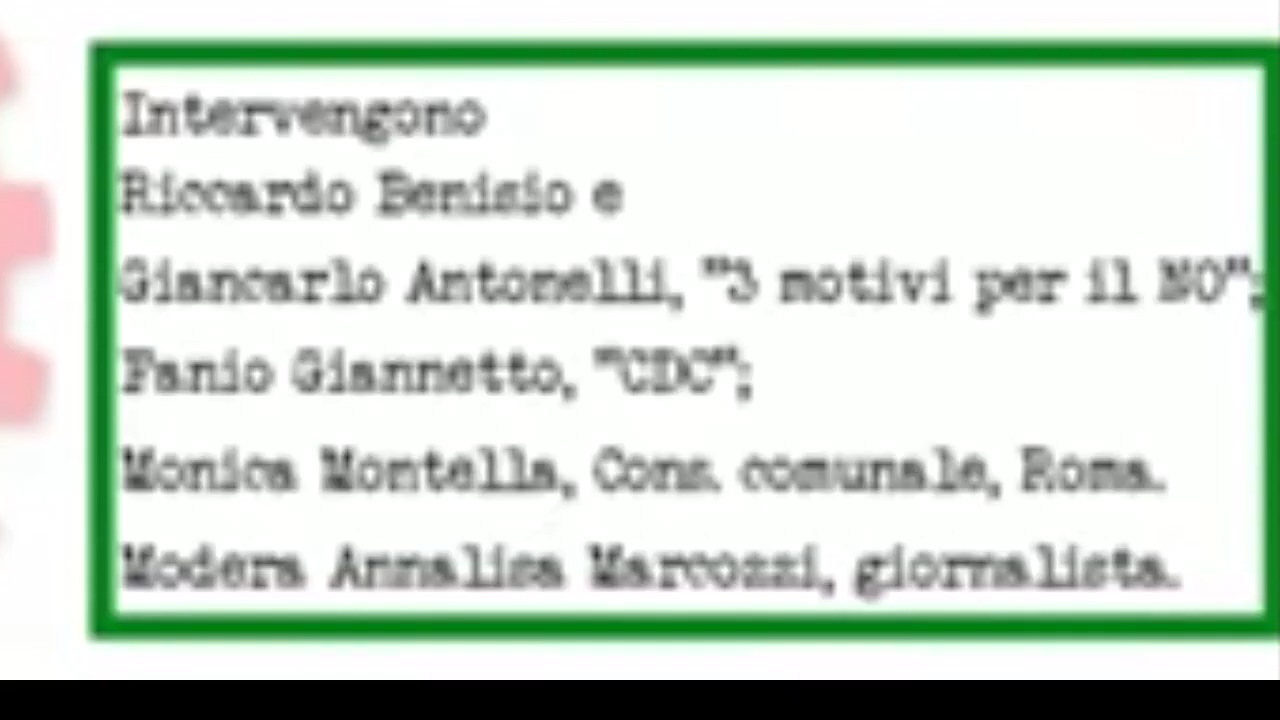 Intervengono
Riccardo Benisio e
Giancarlo Antonelli, "3 motivi per il NO";
Fanio Giannetto, "CDC";
Monica Montella, Cons. comunale, Roma.
Modera Annalisa Marcozzi, giornalista.